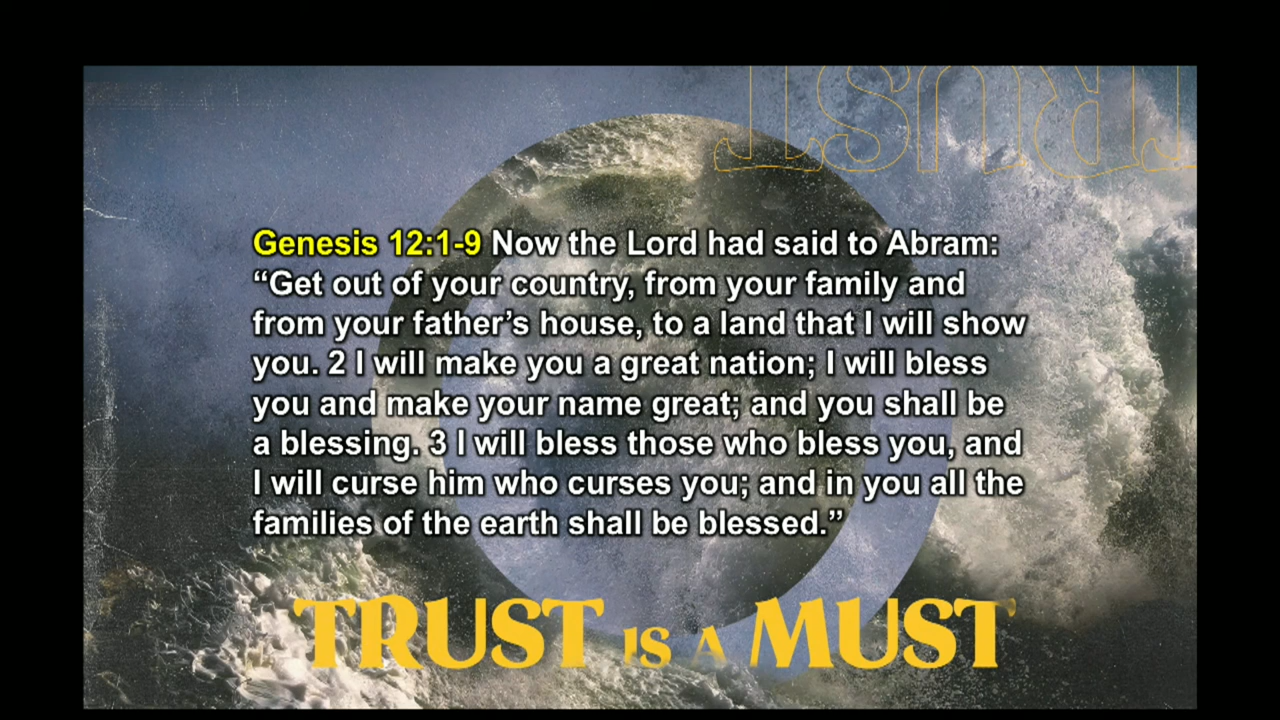 TRUST
Genesis 12:1-9 Now the Lord had said to Abram:
“Get out of your country, from your family and
from your father’s house, to a land that I will show
you. 2 I will make you a great nation; I will bless
you and make your name great; and you shall be
a blessing. 3 I will bless those who bless you, and
I will curse him who curses you; and in you all the
families of the earth shall be blessed.”
TRUST IS A MUST